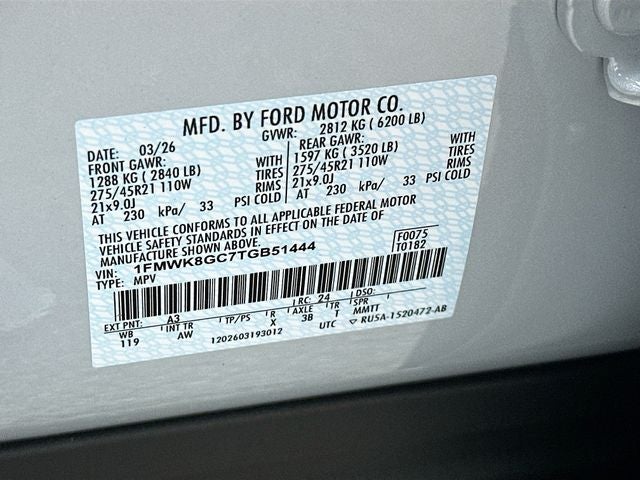 MFD. BY FORD MOTOR CO.
DATE: 03/26 GVWR: 2812 KG ( 6200 LB)
FRONT GAWR: REAR GAWR:
1288 KG ( 2840 LB) WITH 1597 KG ( 3520 LB) WITH
275/45R21 110W TIRES 275/45R21 110W TIRES
21x9.0J RIMS 21x9.0J RIMS
AT 230 kPa/ 33 PSI COLD AT 230 kPa/ 33 PSI COLD
THIS VEHICLE CONFORMS TO ALL APPLICABLE FEDERAL MOTOR
VEHICLE SAFETY STANDARDS IN EFFECT ON THE DATE OF
MANUFACTURE SHOWN ABOVE.
VIN: 1FMWK8GC7TGB51444 F0075
TYPE: MPV T0182
EXT PNT: A3 RC: 24 DSO:
WB INT TR TP/PS R AXLE TR SPR
119 AW X 3B 1 MMTT
1202603193012 UTC ▽ RU5A-1520472-AB